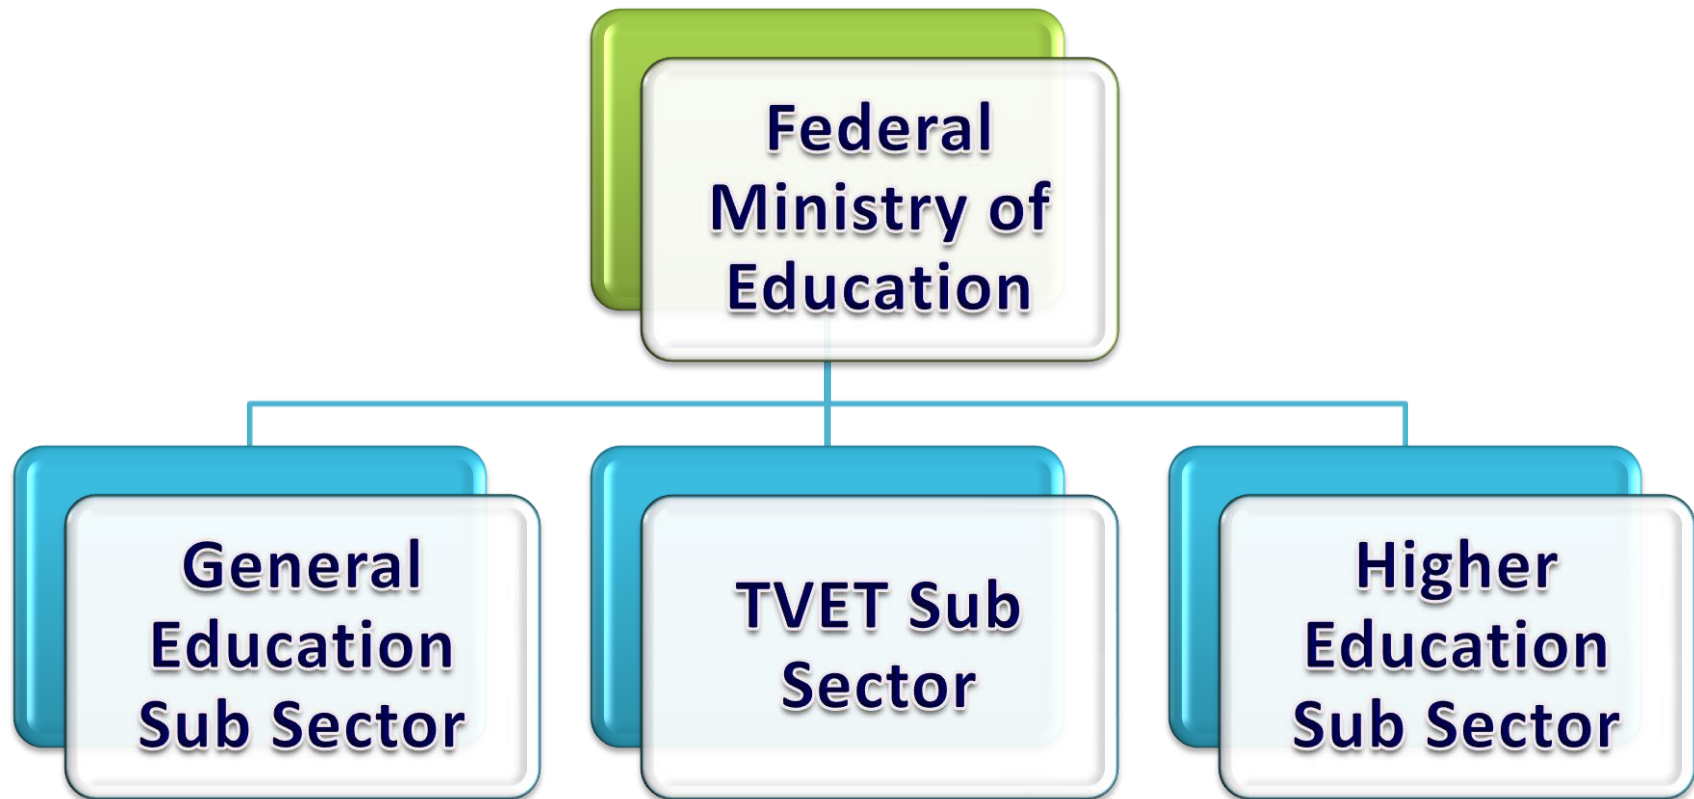 Federal
Ministry of
Education
General
Education
Sub Sector
TVET Sub
Sector
Higher
Education
Sub Sector